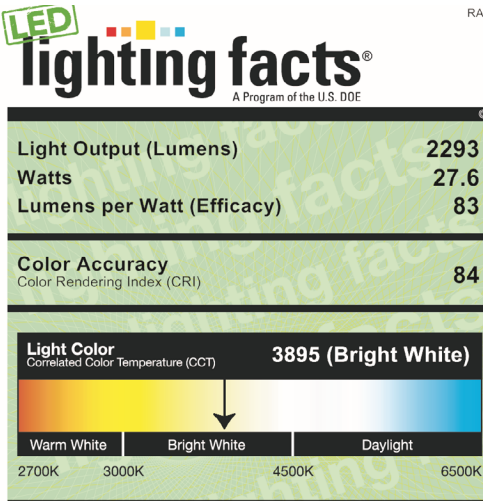 LED
RA
lighting facts®
A Program of the U.S. DOE
Light Output (Lumens) 2293
Watts 27.6
Lumens per Watt (Efficacy) 83
Color Accuracy
Color Rendering Index (CRI) 84
Light Color
Correlated Color Temperature (CCT) 3895 (Bright White)
Warm White Bright White Daylight
2700K 3000K 4500K 6500K